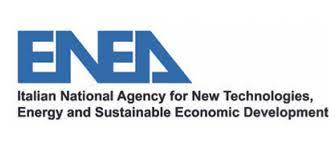 ENEA
Italian National Agency for New Technologies,
Energy and Sustainable Economic Development